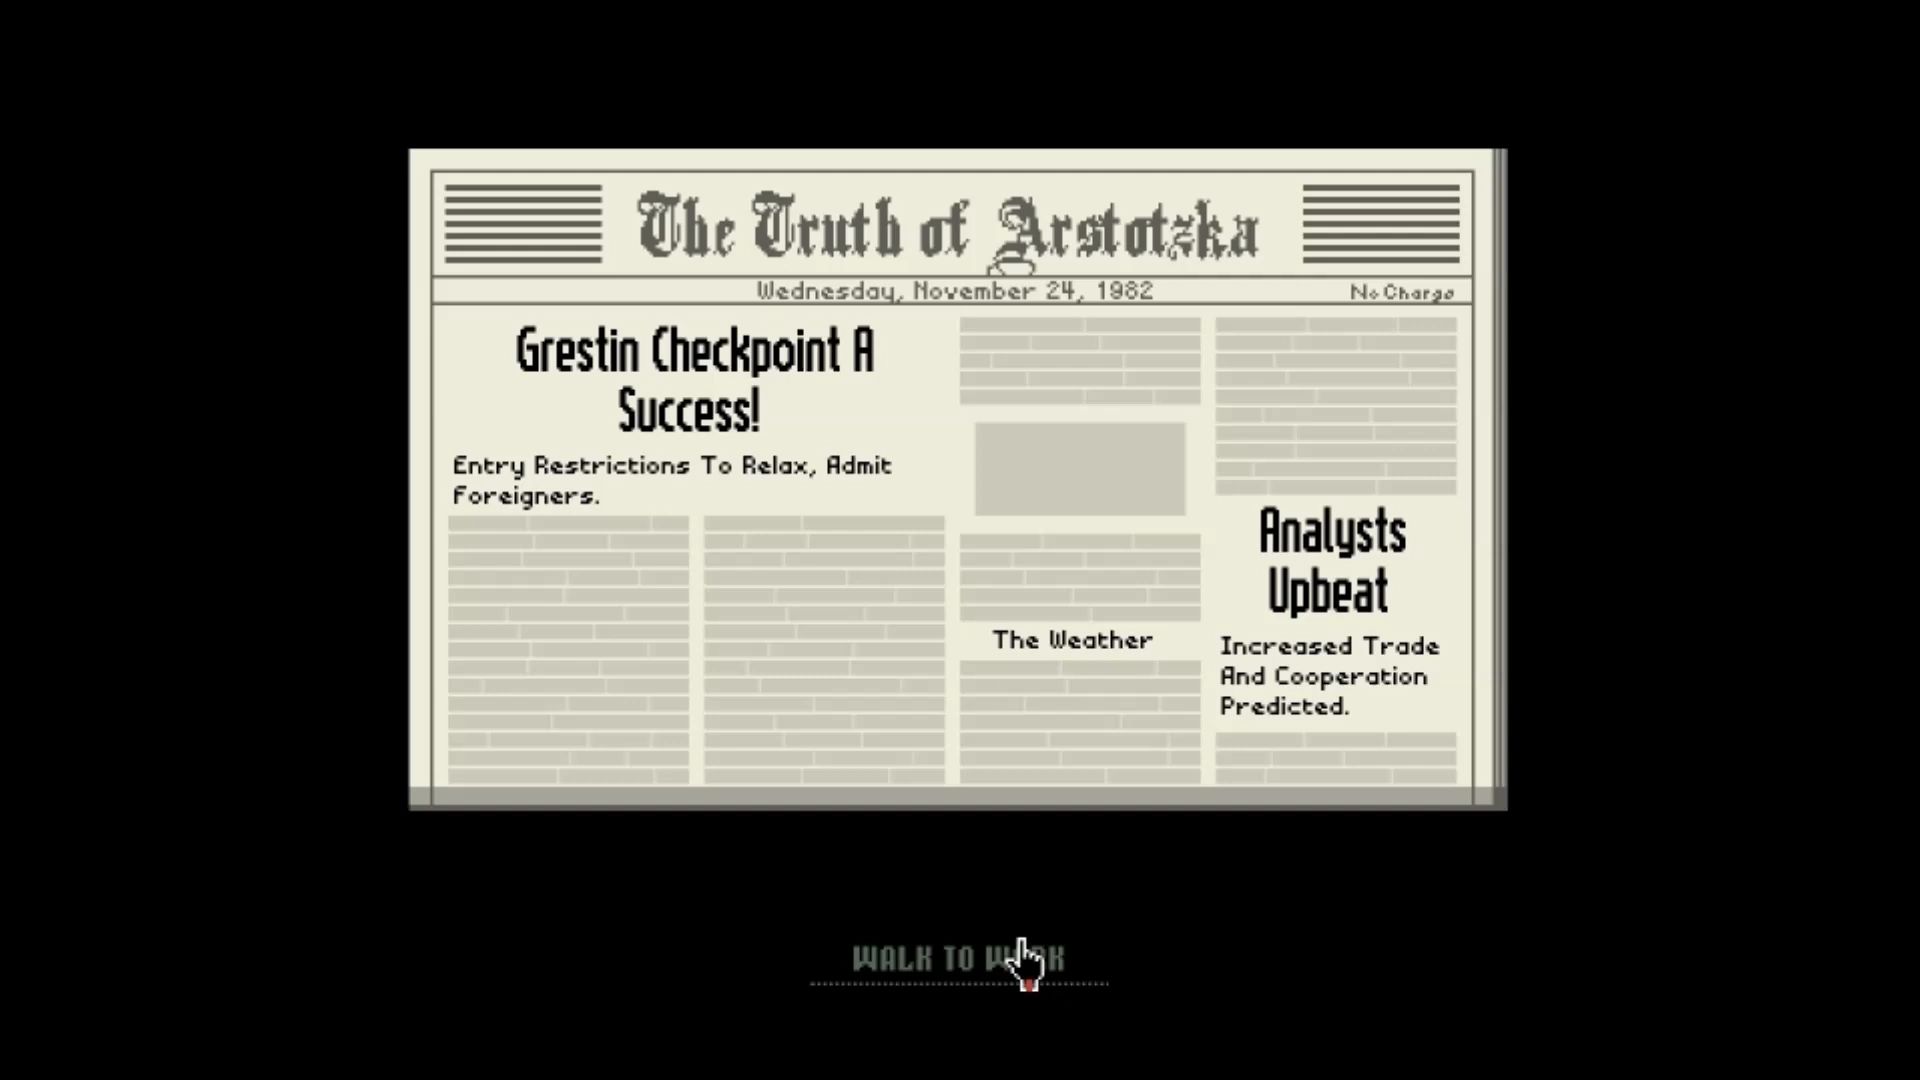 The Truth of Arstotzka
Wednesday, November 24, 1982
No Charge
Grestin Checkpoint A
Success!
Entry Restrictions To Relax, Admit
Foreigners.
The Weather
Analysts
Upbeat
Increased Trade
And Cooperation
Predicted.
WALK TO WORK